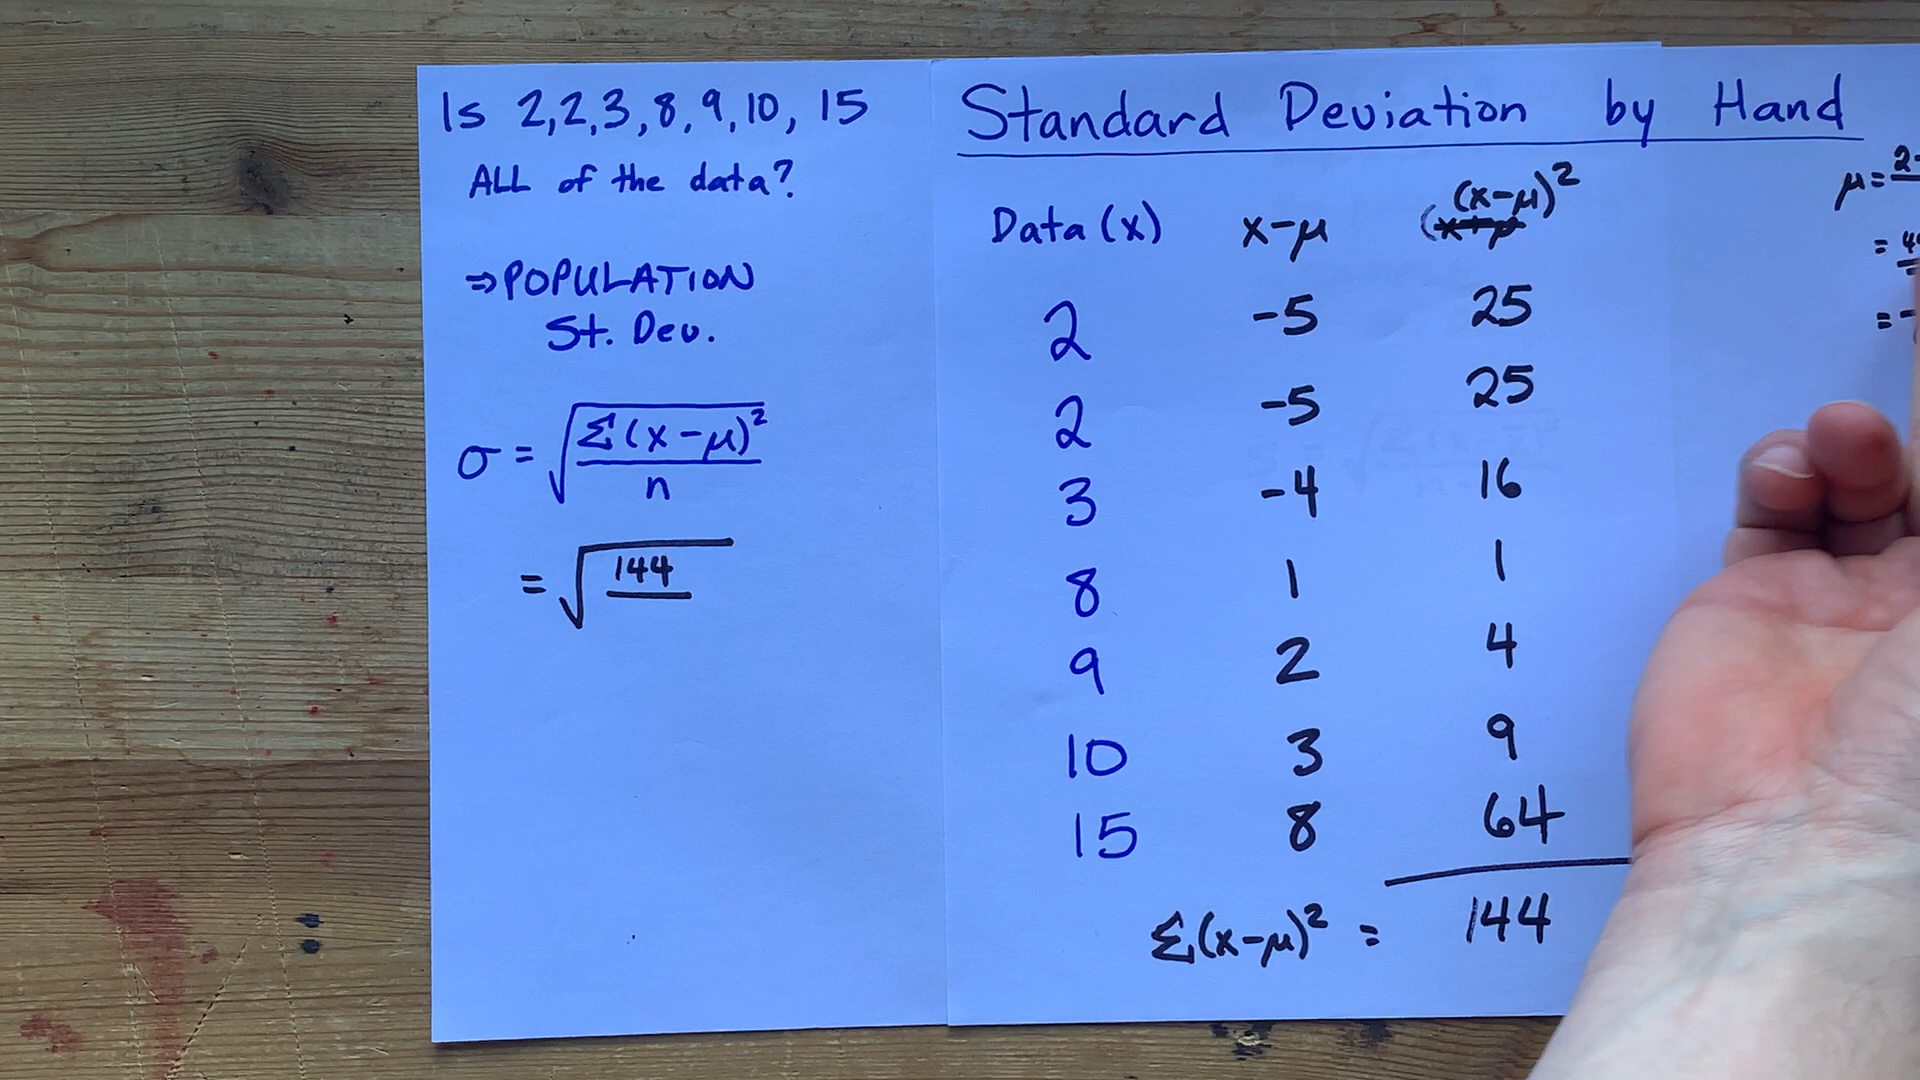 Is 2,2,3,8,9,10, 15
ALL of the data?
⇒POPULATION
St. Dev.
σ = √(Σ(x-μ)² / n)
= √144
Standard Deviation by Hand
Data (x) x-μ (x-μ)²
2 -5 25
2 -5 25
3 -4 16
8 1 1
9 2 4
10 3 9
15 8 64
Σ(x-μ)² = 144
μ = 2